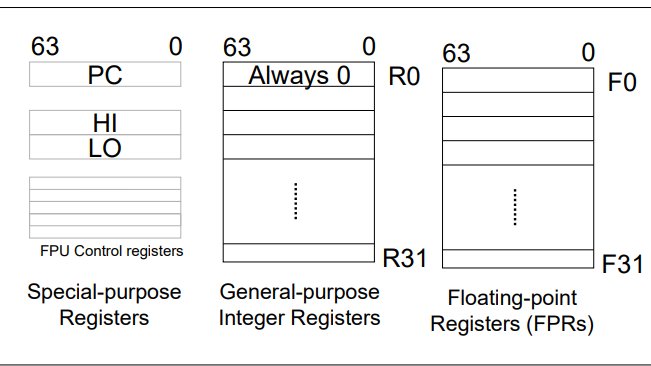 63 0
PC
HI
LO
FPU Control registers
Special-purpose
Registers
63 0
Always 0 R0
R31
General-purpose
Integer Registers
63 0
F0
F31
Floating-point
Registers (FPRs)